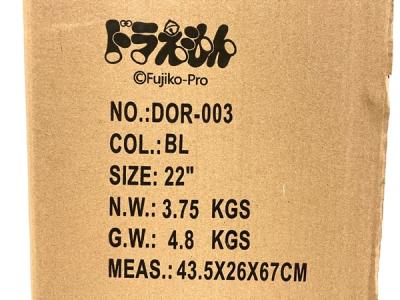 ドラえもん
©Fujiko-Pro
NO.:DOR-003
COL.:BL
SIZE: 22"
N.W.: 3.75 KGS
G.W.: 4.8 KGS
MEAS.: 43.5X26X67CM